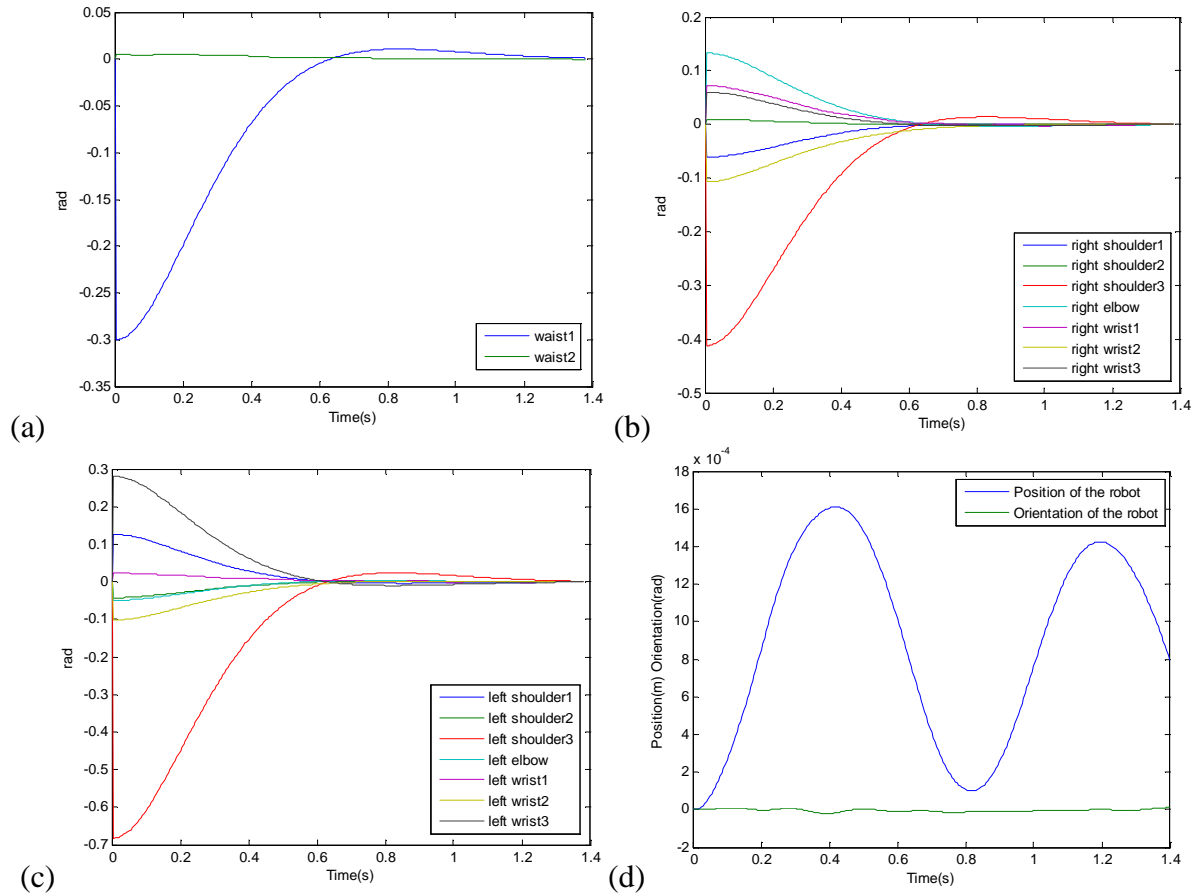 0.05
0
-0.05
-0.1
-0.15
-0.2
-0.25
-0.3
-0.35
rad
0 0.2 0.4 0.6 0.8 1 1.2 1.4
Time(s)
waist1
waist2
(a)
0.2
0.1
0
-0.1
-0.2
-0.3
-0.4
-0.5
rad
0 0.2 0.4 0.6 0.8 1 1.2 1.4
Time(s)
right shoulder1
right shoulder2
right shoulder3
right elbow
right wrist1
right wrist2
right wrist3
(b)
0.3
0.2
0.1
0
-0.1
-0.2
-0.3
-0.4
-0.5
-0.6
-0.7
rad
0 0.2 0.4 0.6 0.8 1 1.2 1.4
Time(s)
left shoulder1
left shoulder2
left shoulder3
left elbow
left wrist1
left wrist2
left wrist3
(c)
x 10⁻⁴
18
16
14
12
10
8
6
4
2
0
-2
Position(m) Orientation(rad)
0 0.2 0.4 0.6 0.8 1 1.2 1.4
Time(s)
Position of the robot
Orientation of the robot
(d)